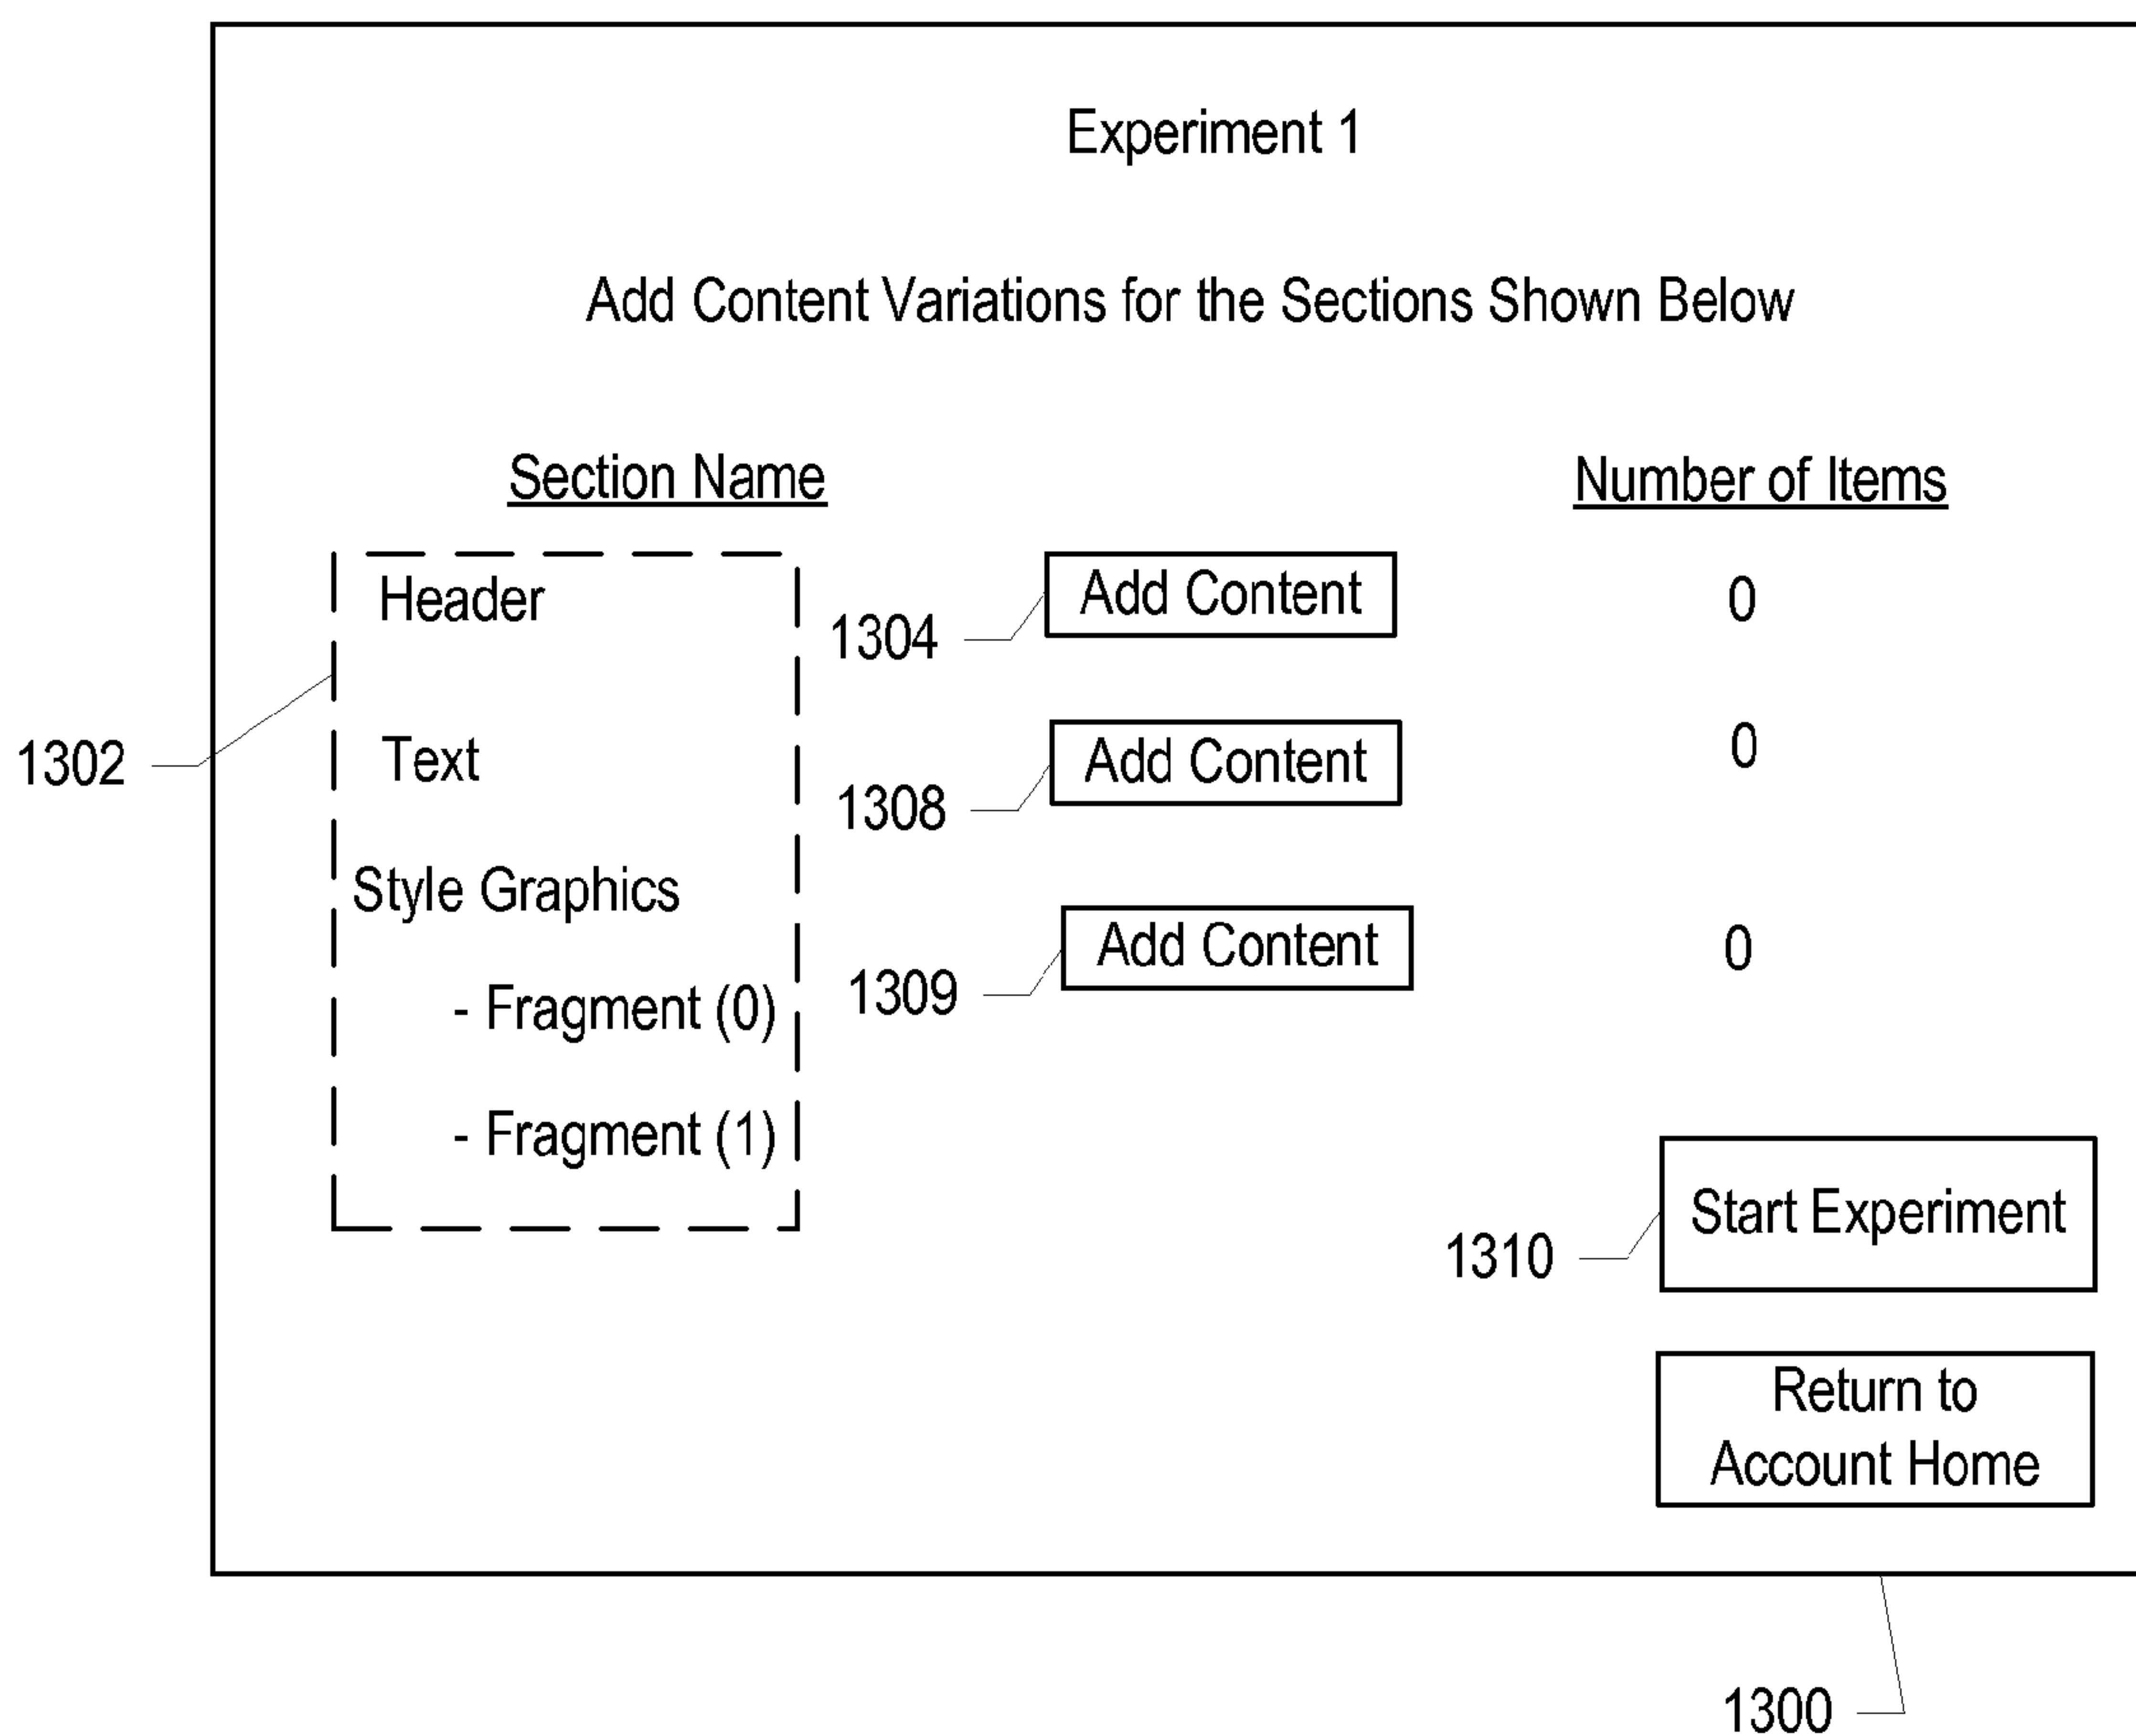 Experiment 1
Add Content Variations for the Sections Shown Below
Section Name
Number of Items
Header
1304
Add Content
0
1302
Text
1308
Add Content
0
Style Graphics
1309
Add Content
0
- Fragment (0)
- Fragment (1)
1310
Start Experiment
Return to
Account Home
1300